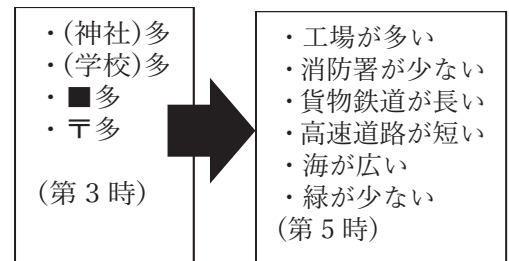 ・(神社)多
・(学校)多
・■多
・〒多
(第3時)
・工場が多い
・消防署が少ない
・貨物鉄道が長い
・高速道路が短い
・海が広い
・緑が少ない
(第5時)